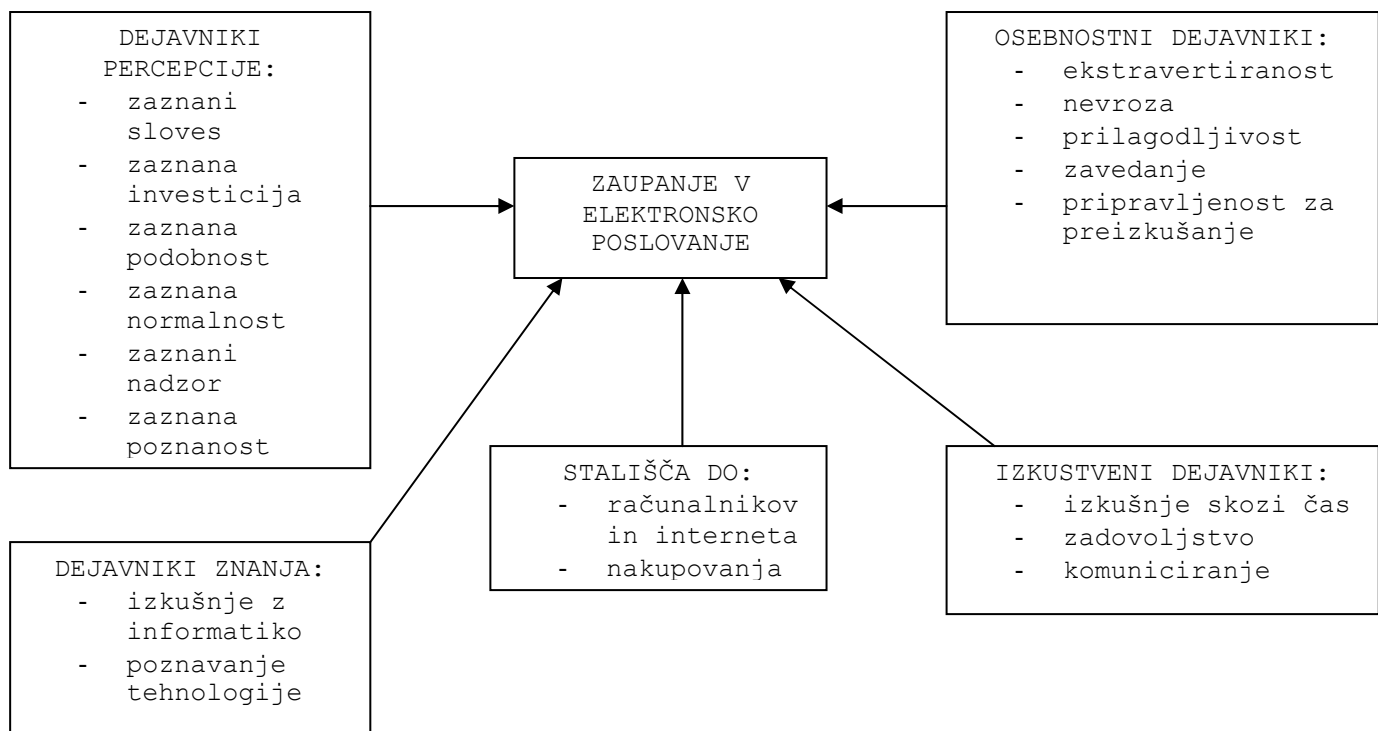 DEJAVNIKI
PERCEPCIJE:
- zaznani
sloves
- zaznana
investicija
- zaznana
podobnost
- zaznana
normalnost
- zaznani
nadzor
- zaznana
poznanost
ZAUPANJE V
ELEKTRONSKO
POSLOVANJE
OSEBNOSTNI DEJAVNIKI:
- ekstravertiranost
- nevroza
- prilagodljivost
- zavedanje
- pripravljenost za
preizkušanje
DEJAVNIKI ZNANJA:
- izkušnje z
informatiko
- poznavanje
tehnologije
STALIŠČA DO:
- računalnikov
in interneta
- nakupovanja
IZKUSTVENI DEJAVNIKI:
- izkušnje skozi čas
- zadovoljstvo
- komuniciranje